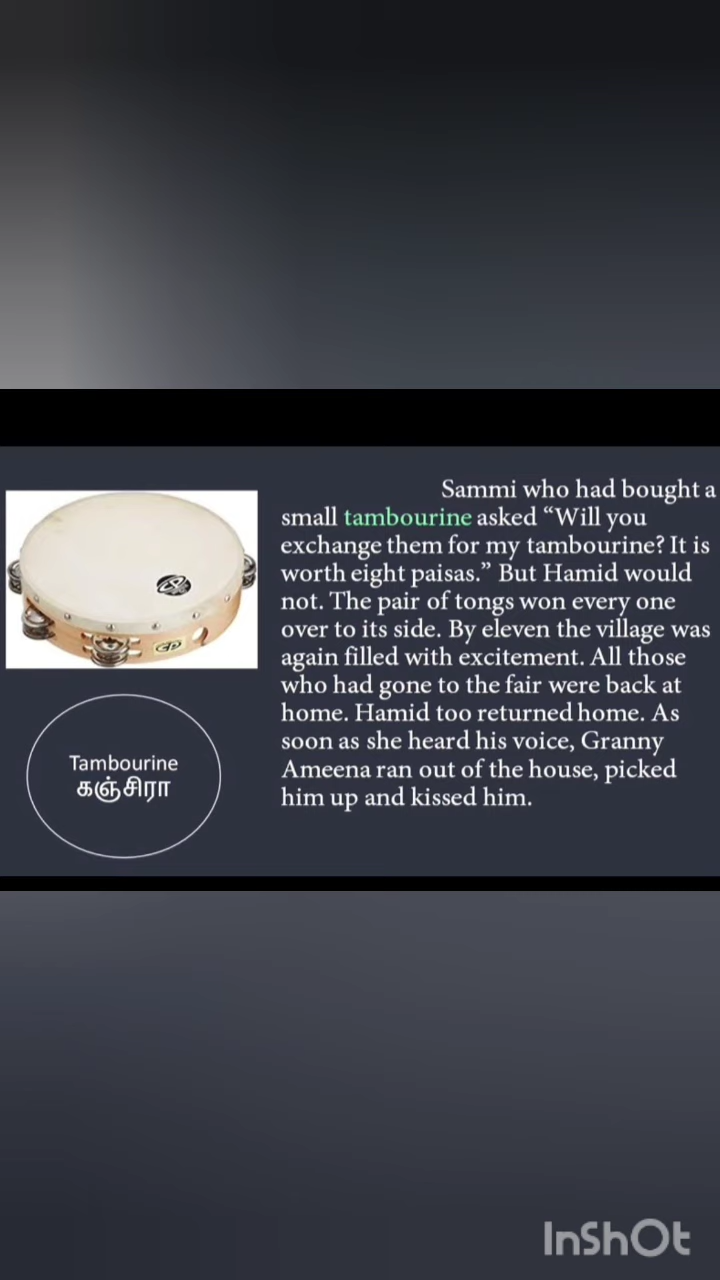 Sammi who had bought a
small tambourine asked “Will you
exchange them for my tambourine? It is
worth eight paisas.” But Hamid would
not. The pair of tongs won every one
over to its side. By eleven the village was
again filled with excitement. All those
who had gone to the fair were back at
home. Hamid too returned home. As
soon as she heard his voice, Granny
Ameena ran out of the house, picked
him up and kissed him.
Tambourine
கஞ்சிரா
InShOt